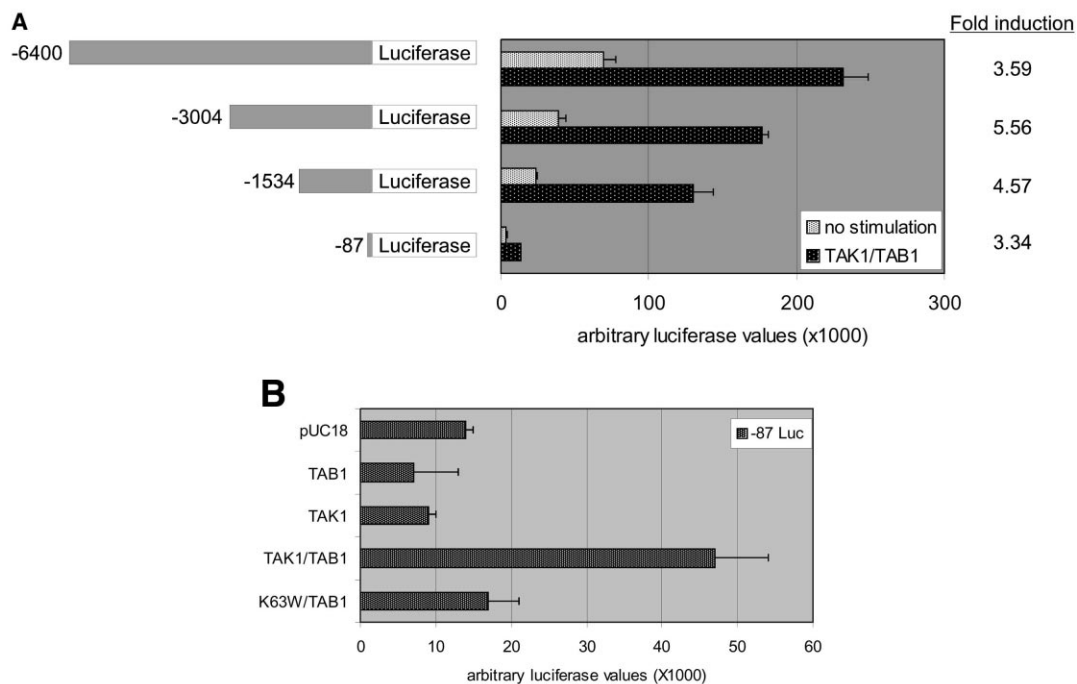 A
Fold induction
-6400 Luciferase 3.59
-3004 Luciferase 5.56
-1534 Luciferase 4.57
-87 Luciferase 3.34
no stimulation
TAK1/TAB1
0 100 200 300
arbitrary luciferase values (x1000)
B
pUC18
TAB1
TAK1
TAK1/TAB1
K63W/TAB1
-87 Luc
0 10 20 30 40 50 60
arbitrary luciferase values (X1000)